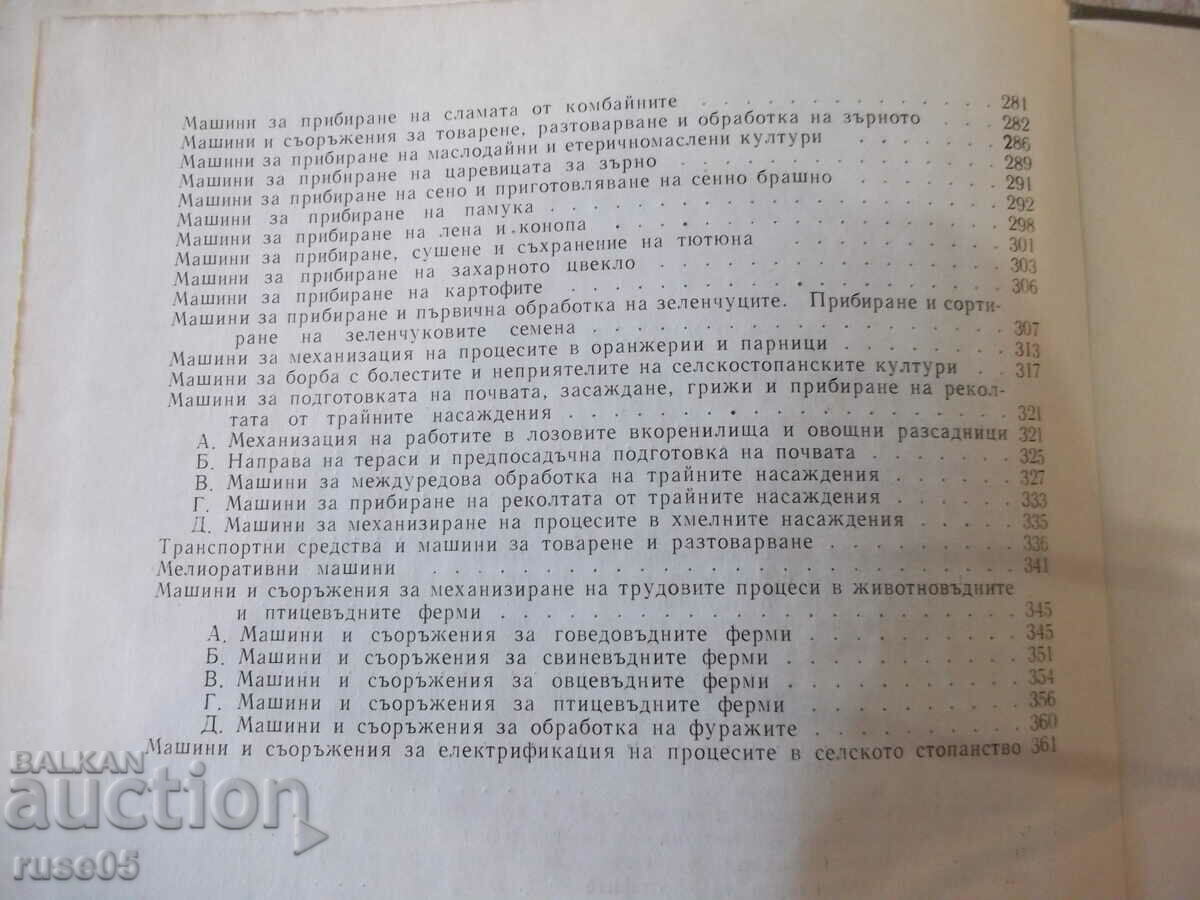 Машини за прибиране на сламата от комбайните . . . . . . . . . . . . . 281
Машини и съоръжения за товарене, разтоварване и обработка на зърното . . . 282
Машини за прибиране на маслодайни и етеричномаслени култури . . . . . . . 286
Машини за прибиране на царевицата за зърно . . . . . . . . . . . . . . . 289
Машини за прибиране на сено и приготовляване на сенно брашно . . . . . . . 291
Машини за прибиране на памука . . . . . . . . . . . . . . . . . . . . 292
Машини за прибиране на лена и конопа . . . . . . . . . . . . . . . . . 298
Машини за прибиране, сушене и съхранение на тютюна . . . . . . . . . . 301
Машини за прибиране на захарното цвекло . . . . . . . . . . . . . . . 303
Машини за прибиране на картофите . . . . . . . . . . . . . . . . . . 306
Машини за прибиране и първична обработка на зеленчуците. Прибиране и сорти-
ране на зеленчуковите семена . . . . . . . . . . . . . . . . . . 307
Машини за механизация на процесите в оранжерии и парници . . . . . . . . 313
Машини за борба с болестите и неприятелите на селскостопанските култури . . 317
Машини за подготовката на почвата, засаждане, грижи и прибиране на рекол-
тата от трайните насаждения . . . . . . . . . . . . . . . . . . . 321
А. Механизация на работите в лозовите вкоренилища и овощни разсадници 321
Б. Направа на тераси и предпосадъчна подготовка на почвата . . . . . . . 325
В. Машини за междуредова обработка на трайните насаждения . . . . . . 327
Г. Машини за прибиране на реколтата от трайните насаждения . . . . . . 333
Д. Машини за механизиране на процесите в хмелните насаждения . . . . . 335
Транспортни средства и машини за товарене и разтоварване . . . . . . . . . 336
Мелиоративни машини . . . . . . . . . . . . . . . . . . . . . . . . 341
Машини и съоръжения за механизиране на трудовите процеси в животновъдните
и птицевъдните ферми . . . . . . . . . . . . . . . . . . . . . . 345
А. Машини и съоръжения за говедовъдните ферми . . . . . . . . . . 345
Б. Машини и съоръжения за свиневъдните ферми . . . . . . . . . . . 351
В. Машини и съоръжения за овцевъдните ферми . . . . . . . . . . . 354
Г. Машини и съоръжения за птицевъдните ферми . . . . . . . . . . 356
Д. Машини и съоръжения за обработка на фуражите . . . . . . . . . . 360
Машини и съоръжения за електрификация на процесите в селското стопанство 361
BALKAN
auction
ruse05